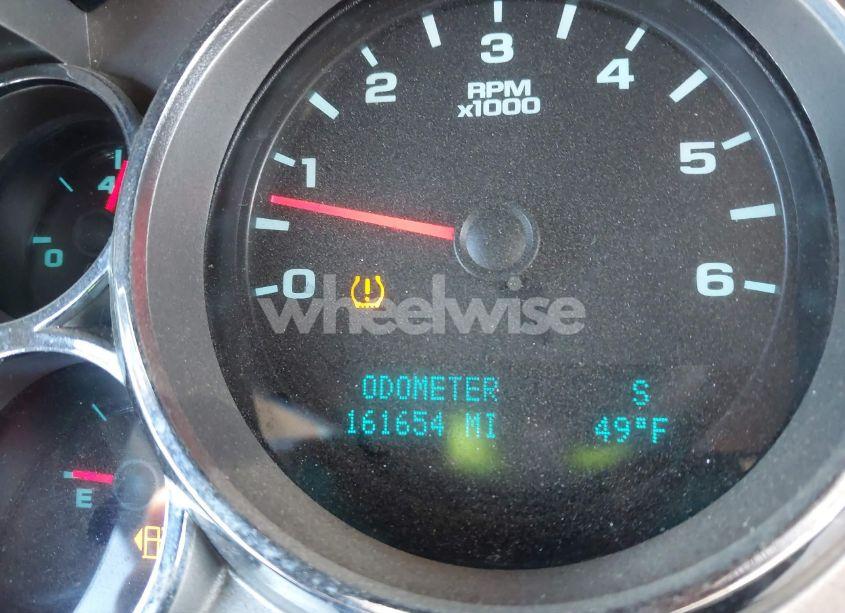 RPM
x1000
0
1
2
3
4
5
6
4
0
E
wheelwise
ODOMETER
161654 MI
S
49°F